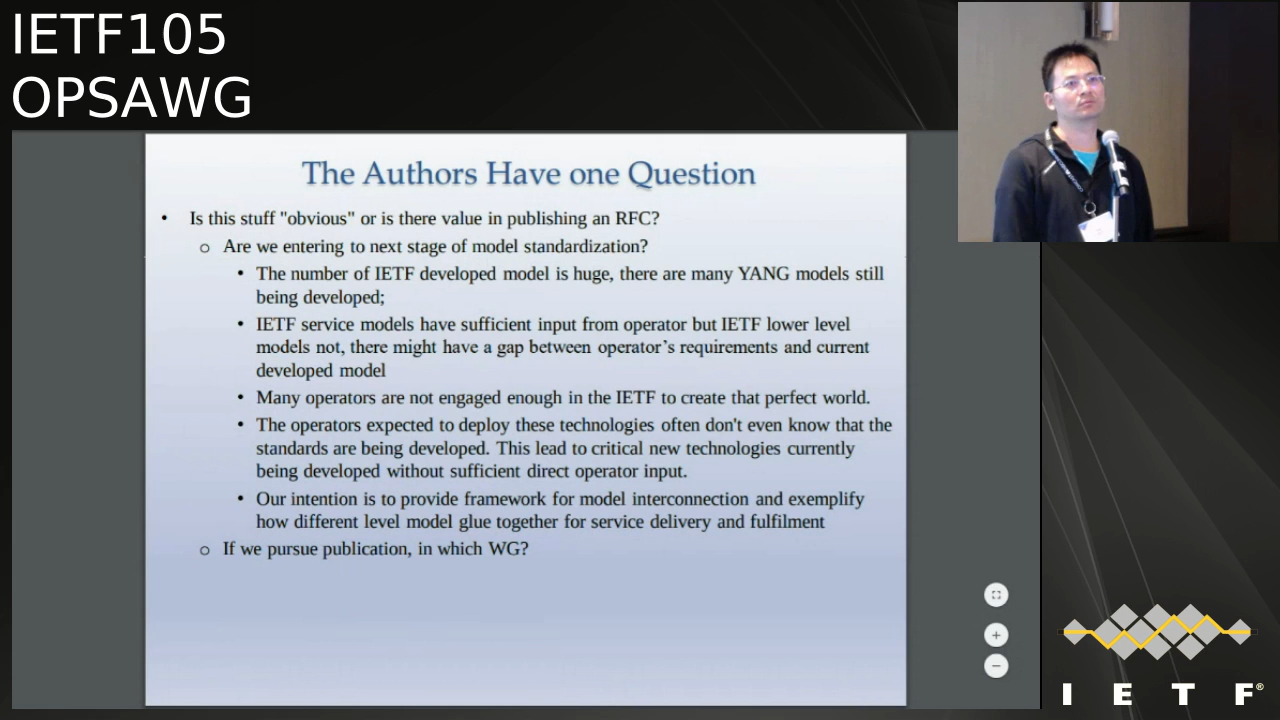 IETF105
OPSAWG
The Authors Have one Question
• Is this stuff "obvious" or is there value in publishing an RFC?
o Are we entering to next stage of model standardization?
• The number of IETF developed model is huge, there are many YANG models still
being developed;
• IETF service models have sufficient input from operator but IETF lower level
models not, there might have a gap between operator’s requirements and current
developed model
• Many operators are not engaged enough in the IETF to create that perfect world.
• The operators expected to deploy these technologies often don't even know that the
standards are being developed. This lead to critical new technologies currently
being developed without sufficient direct operator input.
• Our intention is to provide framework for model interconnection and exemplify
how different level model glue together for service delivery and fulfilment
o If we pursue publication, in which WG?
I E T F®